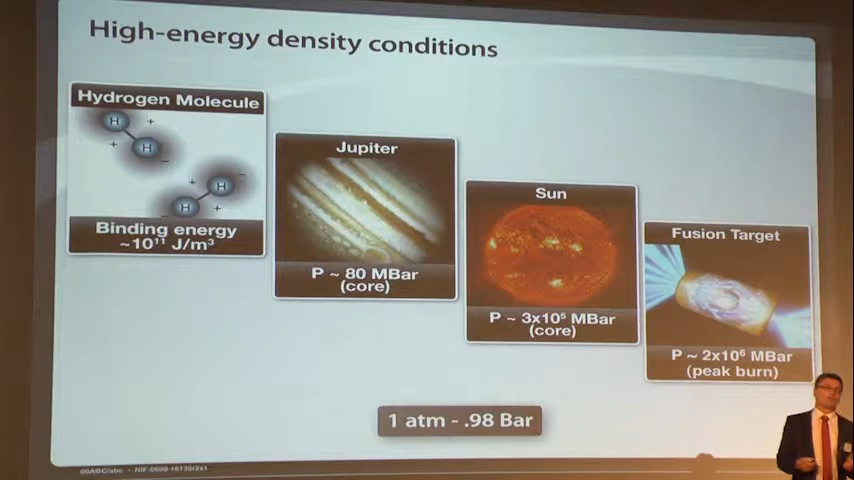 High-energy density conditions
Hydrogen Molecule
H +
+ H −
− H
+ H +
−
Binding energy
~10¹¹ J/m³
Jupiter
P ~ 80 MBar
(core)
Sun
P ~ 3x10⁵ MBar
(core)
Fusion Target
P ~ 2x10⁶ MBar
(peak burn)
1 atm - .98 Bar